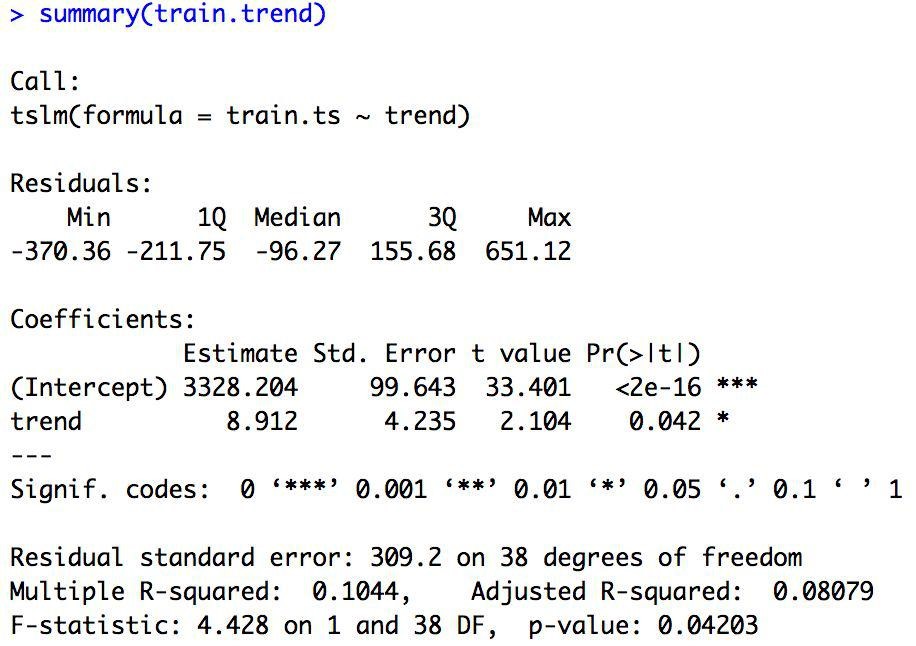 > summary(train.trend)
Call:
tslm(formula = train.ts ~ trend)
Residuals:
    Min      1Q  Median      3Q     Max
-370.36 -211.75  -96.27  155.68  651.12
Coefficients:
            Estimate Std. Error t value Pr(>|t|)
(Intercept) 3328.204     99.643  33.401   <2e-16 ***
trend          8.912      4.235   2.104    0.042 *
---
Signif. codes:  0 ‘***’ 0.001 ‘**’ 0.01 ‘*’ 0.05 ‘.’ 0.1 ‘ ’ 1
Residual standard error: 309.2 on 38 degrees of freedom
Multiple R-squared:  0.1044,    Adjusted R-squared:  0.08079
F-statistic: 4.428 on 1 and 38 DF,  p-value: 0.04203